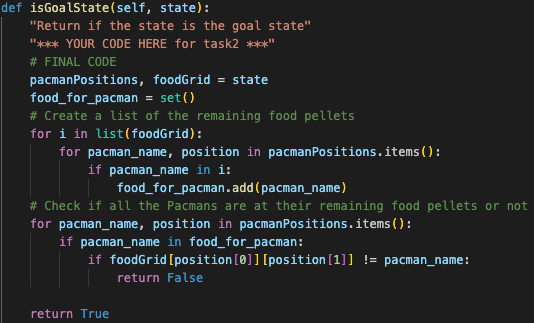 def isGoalState(self, state):
    "Return if the state is the goal state"
    "*** YOUR CODE HERE for task2 ***"
    # FINAL CODE
    pacmanPositions, foodGrid = state
    food_for_pacman = set()
    # Create a list of the remaining food pellets
    for i in list(foodGrid):
        for pacman_name, position in pacmanPositions.items():
            if pacman_name in i:
                food_for_pacman.add(pacman_name)
    # Check if all the Pacmans are at their remaining food pellets or not
    for pacman_name, position in pacmanPositions.items():
        if pacman_name in food_for_pacman:
            if foodGrid[position[0]][position[1]] != pacman_name:
                return False
    return True